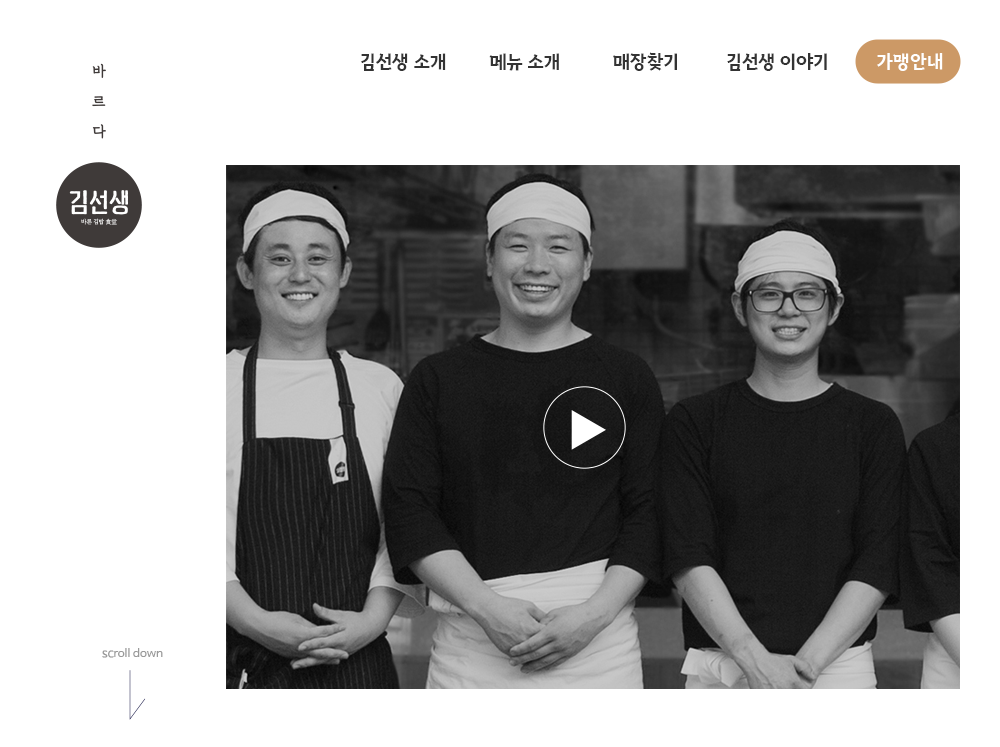 김선생 소개
메뉴 소개
매장찾기
김선생 이야기
가맹안내
바
르
다
김선생
바른 김밥 食堂
scroll down